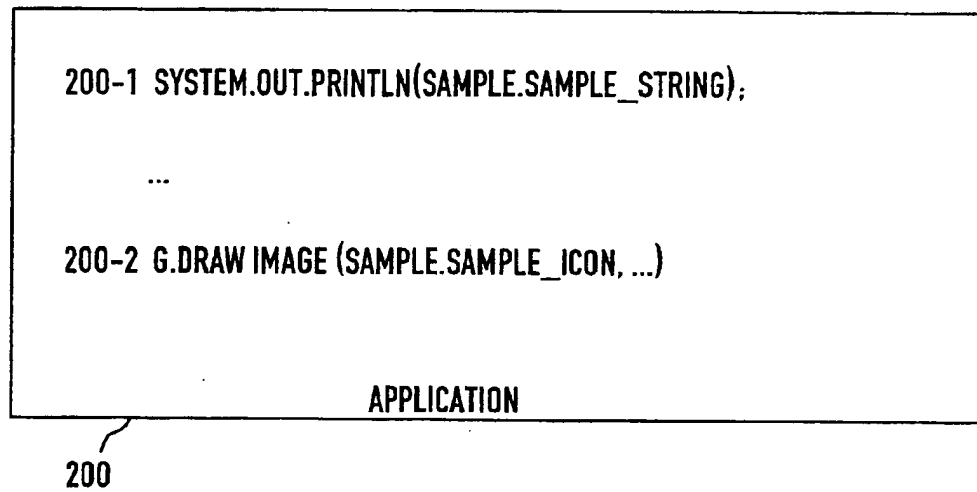 200-1 SYSTEM.OUT.PRINTLN(SAMPLE.SAMPLE_STRING);
...
200-2 G.DRAW IMAGE (SAMPLE.SAMPLE_ICON, ...)
APPLICATION
200